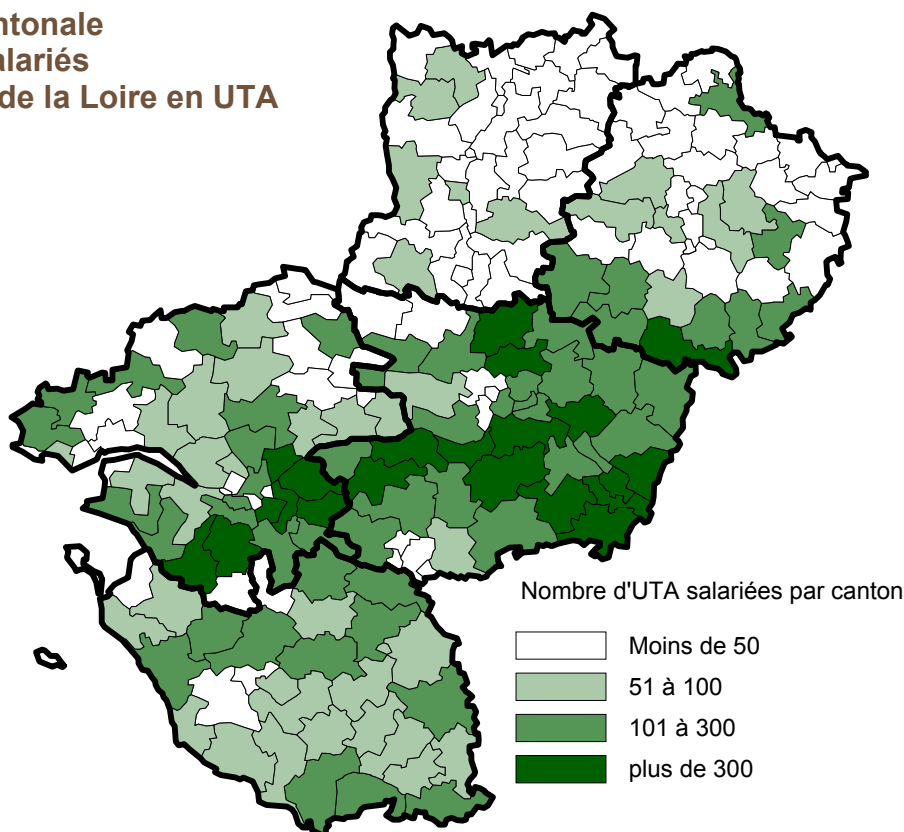 ntonale
alariés
de la Loire en UTA
Nombre d'UTA salariées par canton
Moins de 50
51 à 100
101 à 300
plus de 300